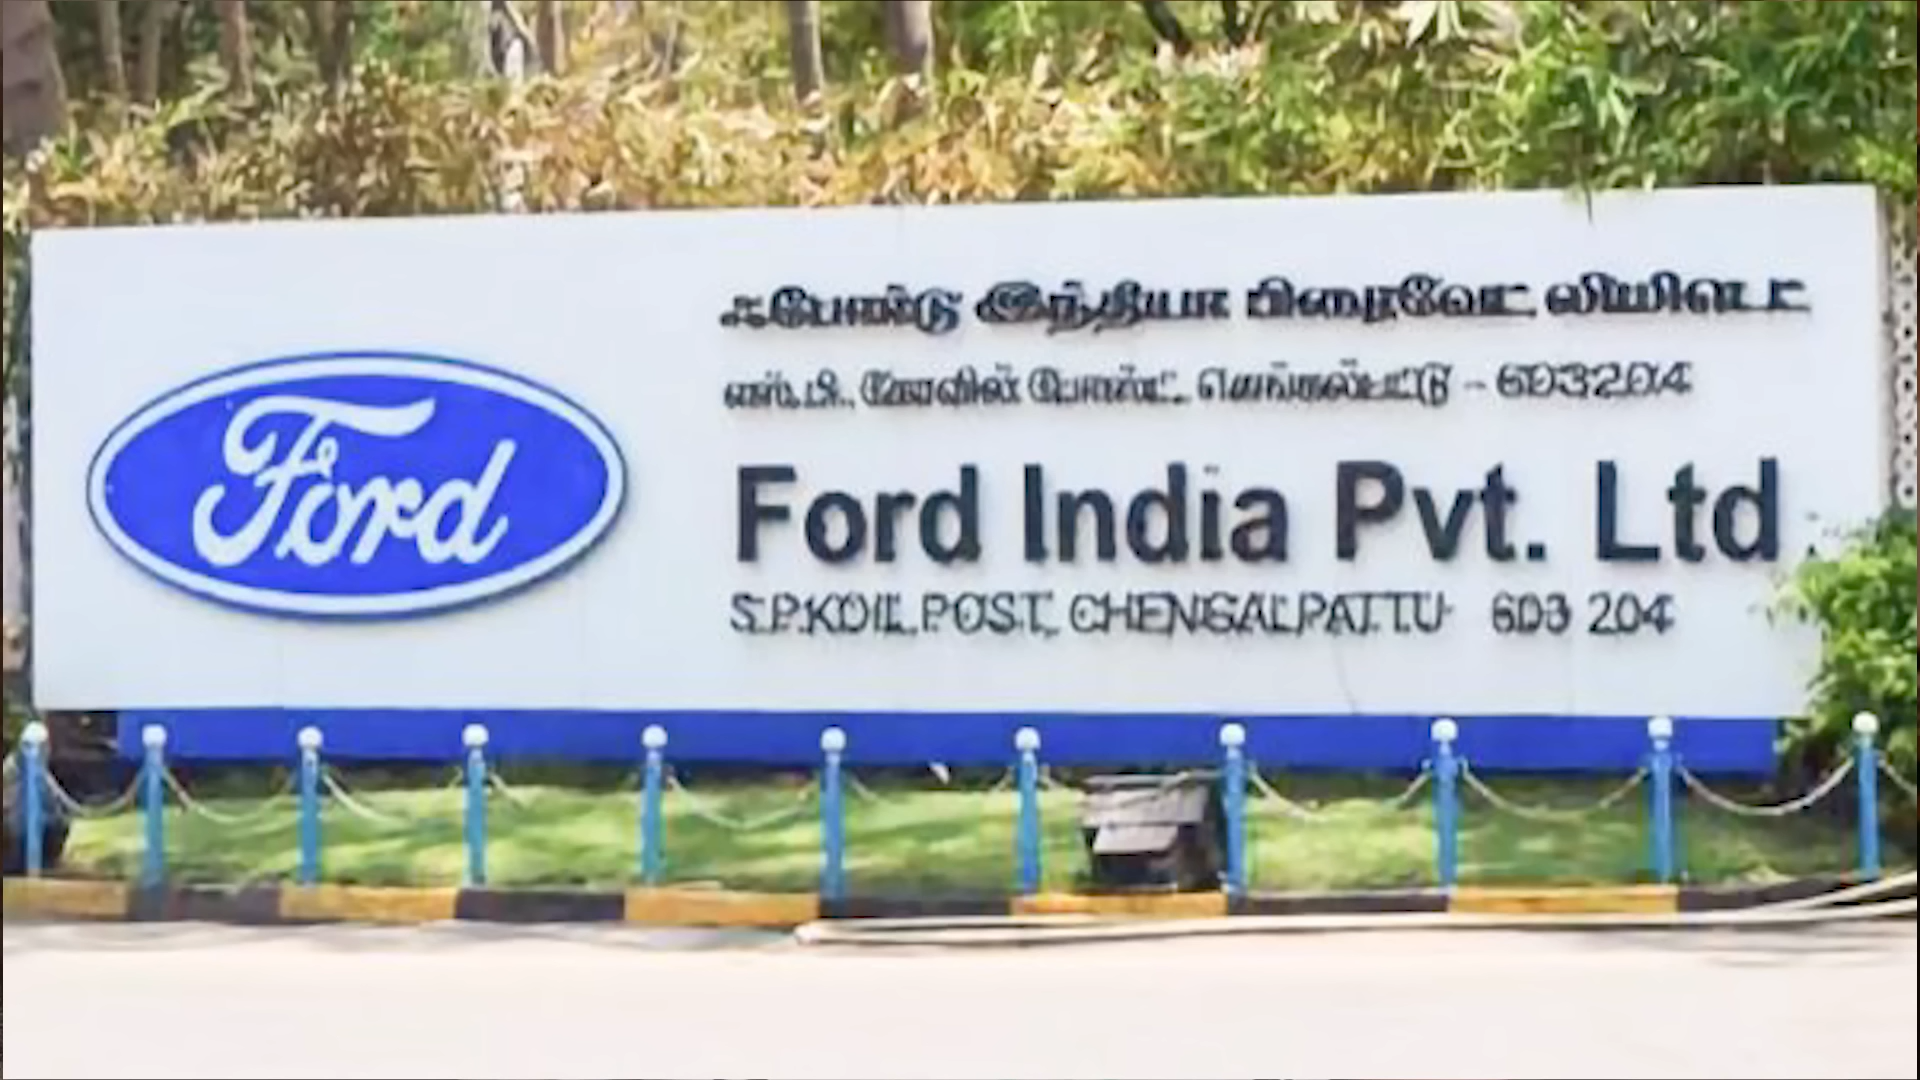 Ford
ஃபோர்டு இந்தியா பிரைவேட் லிமிடெட்
எஸ்.பி. கோவில் போஸ்ட், செங்கல்பட்டு - 603204
Ford India Pvt. Ltd
S.P.KOIL POST, CHENGALPATTU 603 204